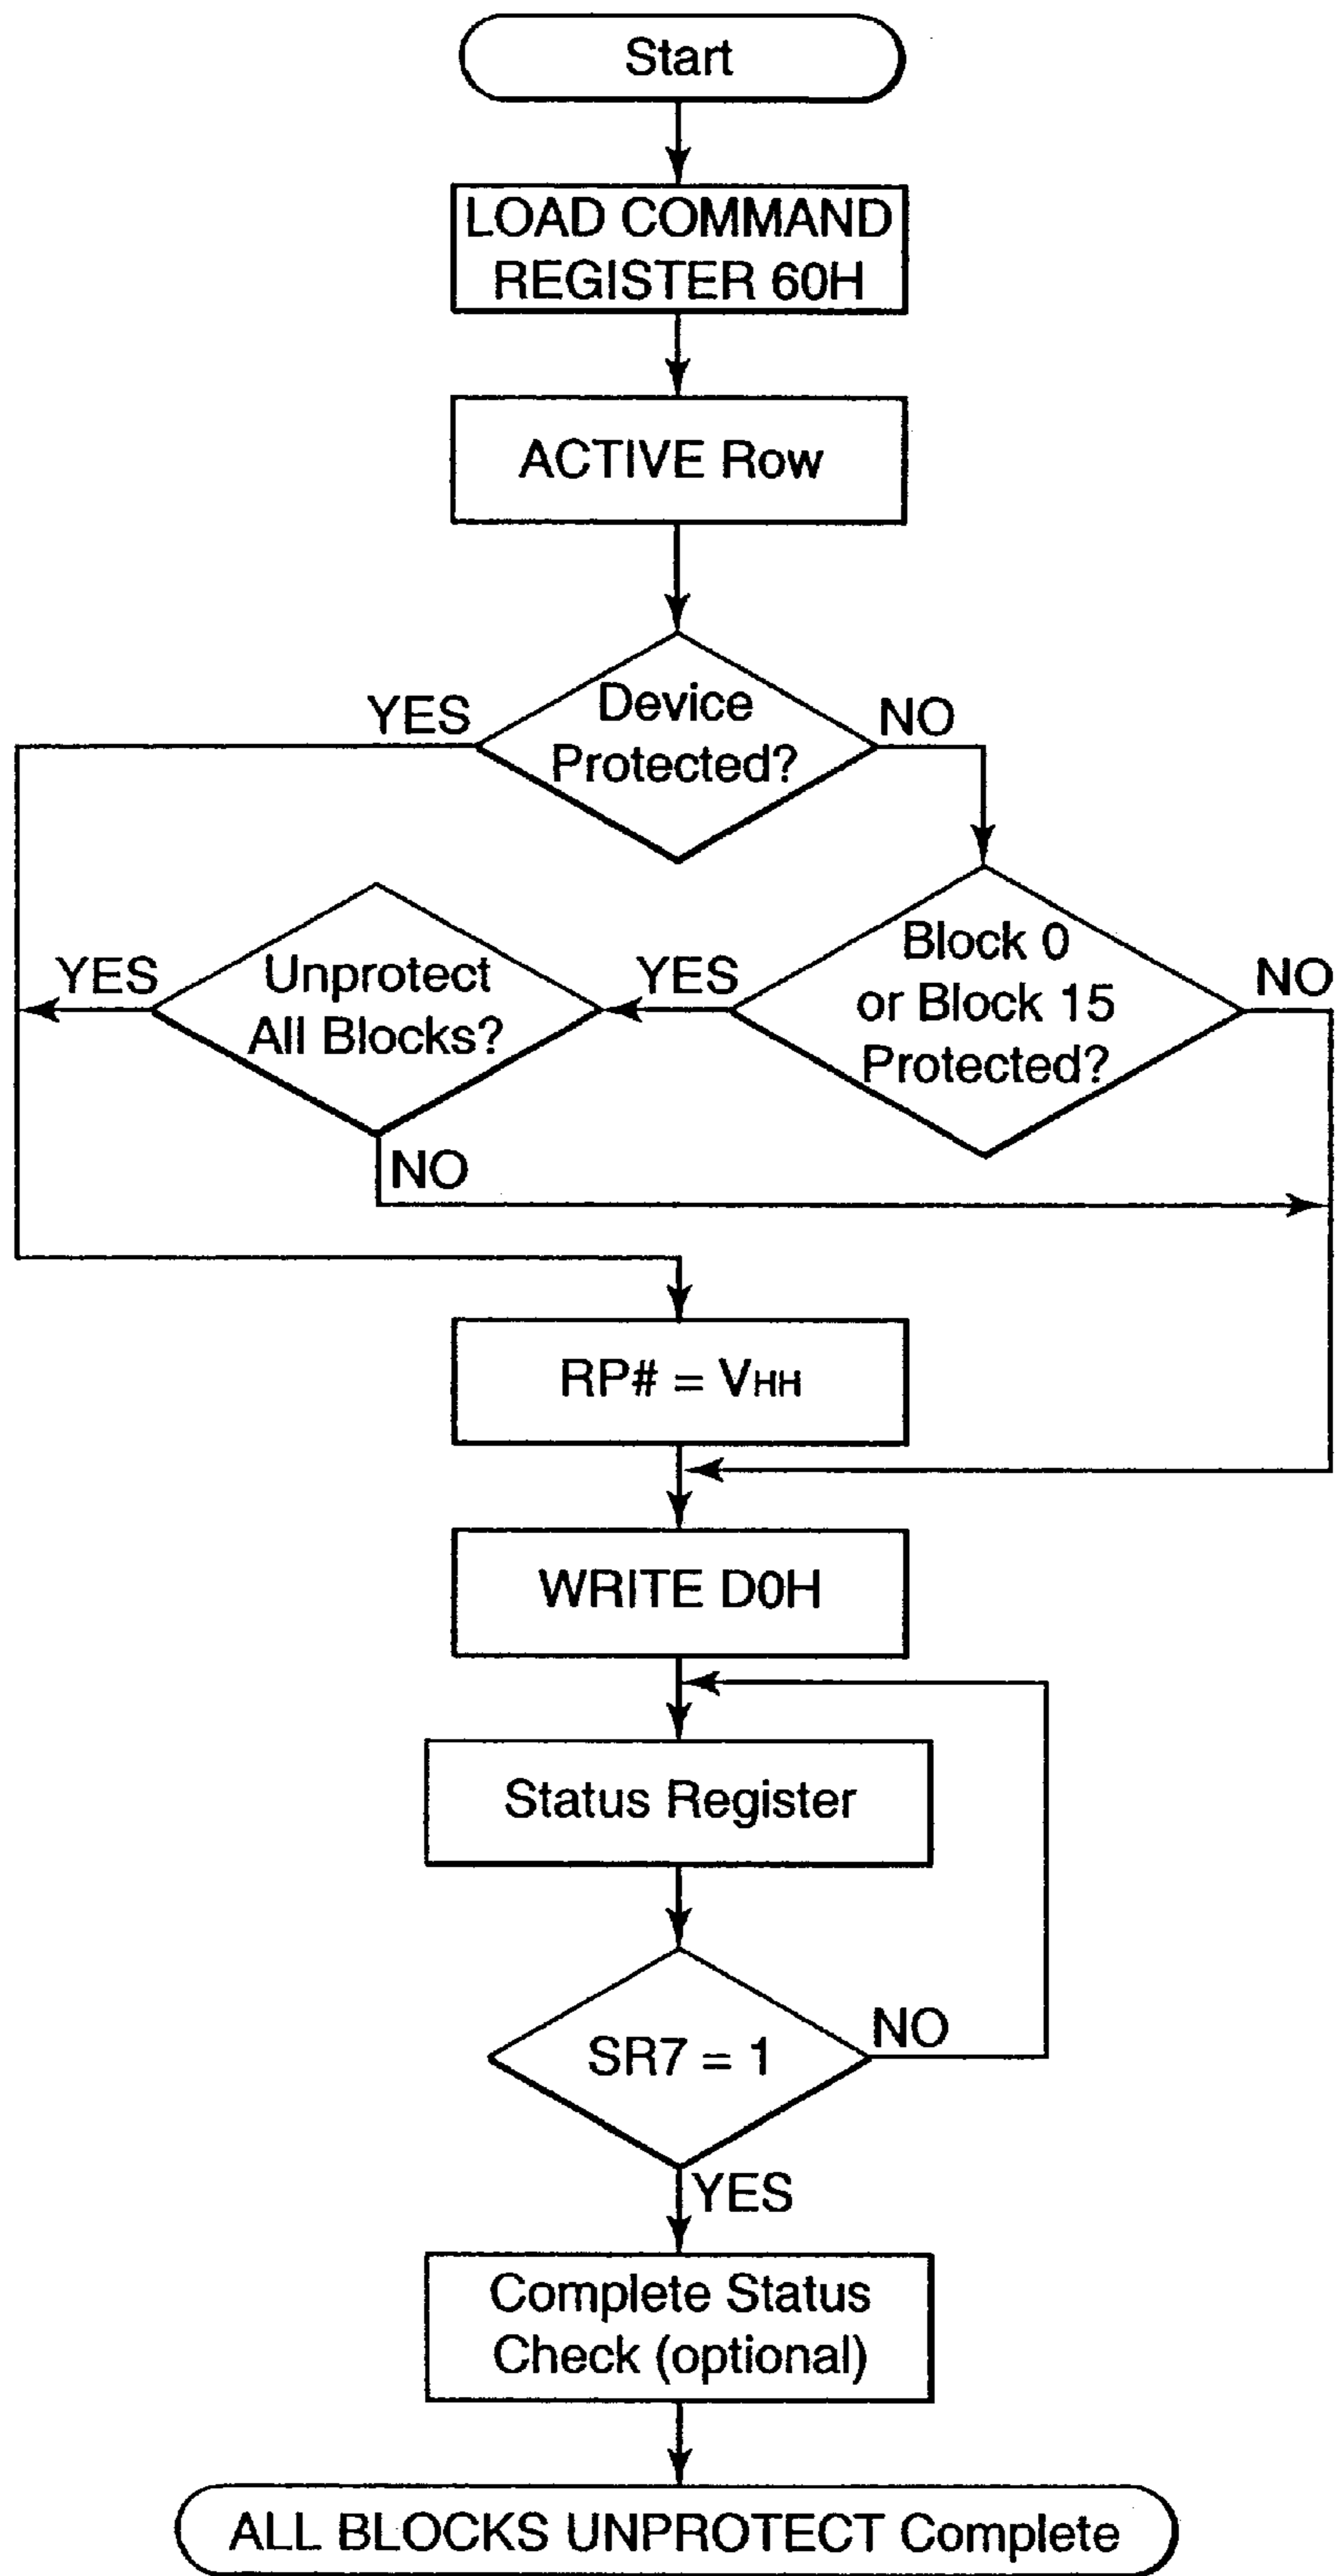 Start
LOAD COMMAND
REGISTER 60H
ACTIVE Row
Device
Protected?
YES
NO
Block 0
or Block 15
Protected?
YES
NO
Unprotect
All Blocks?
YES
NO
RP# = VHH
WRITE D0H
Status Register
SR7 = 1
NO
YES
Complete Status
Check (optional)
ALL BLOCKS UNPROTECT Complete